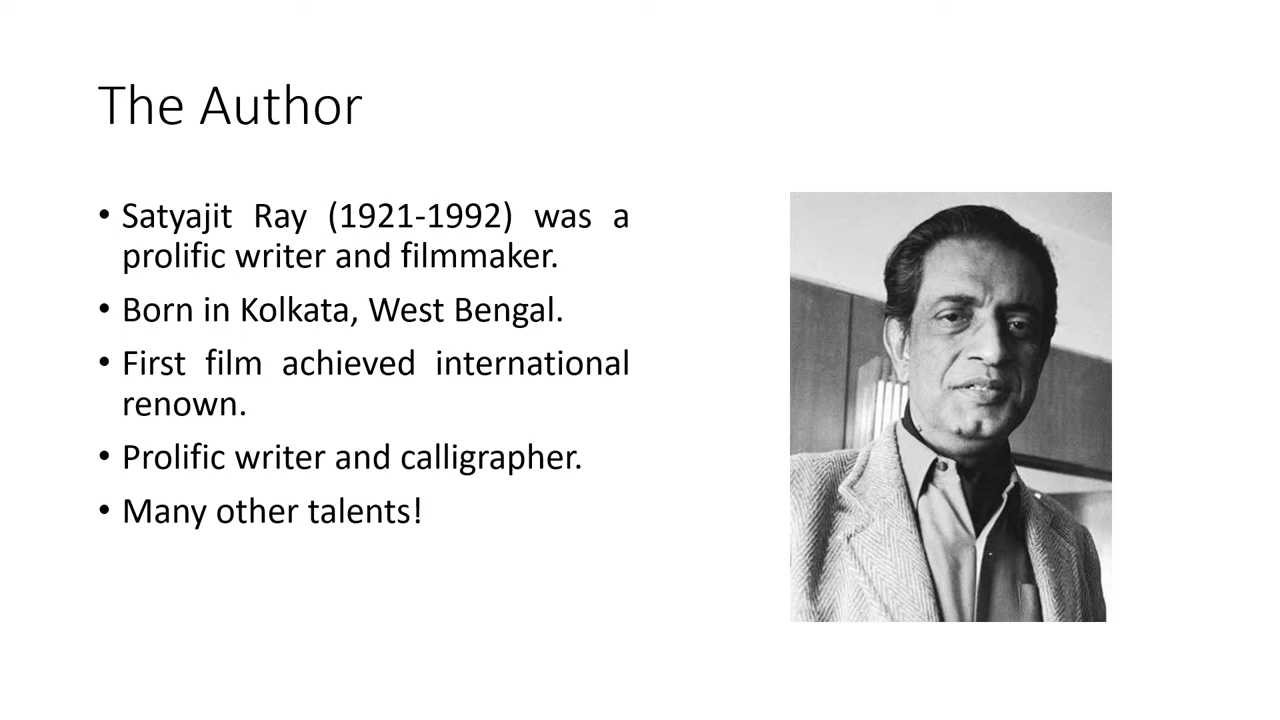 The Author
• Satyajit Ray (1921-1992) was a
prolific writer and filmmaker.
• Born in Kolkata, West Bengal.
• First film achieved international
renown.
• Prolific writer and calligrapher.
• Many other talents!